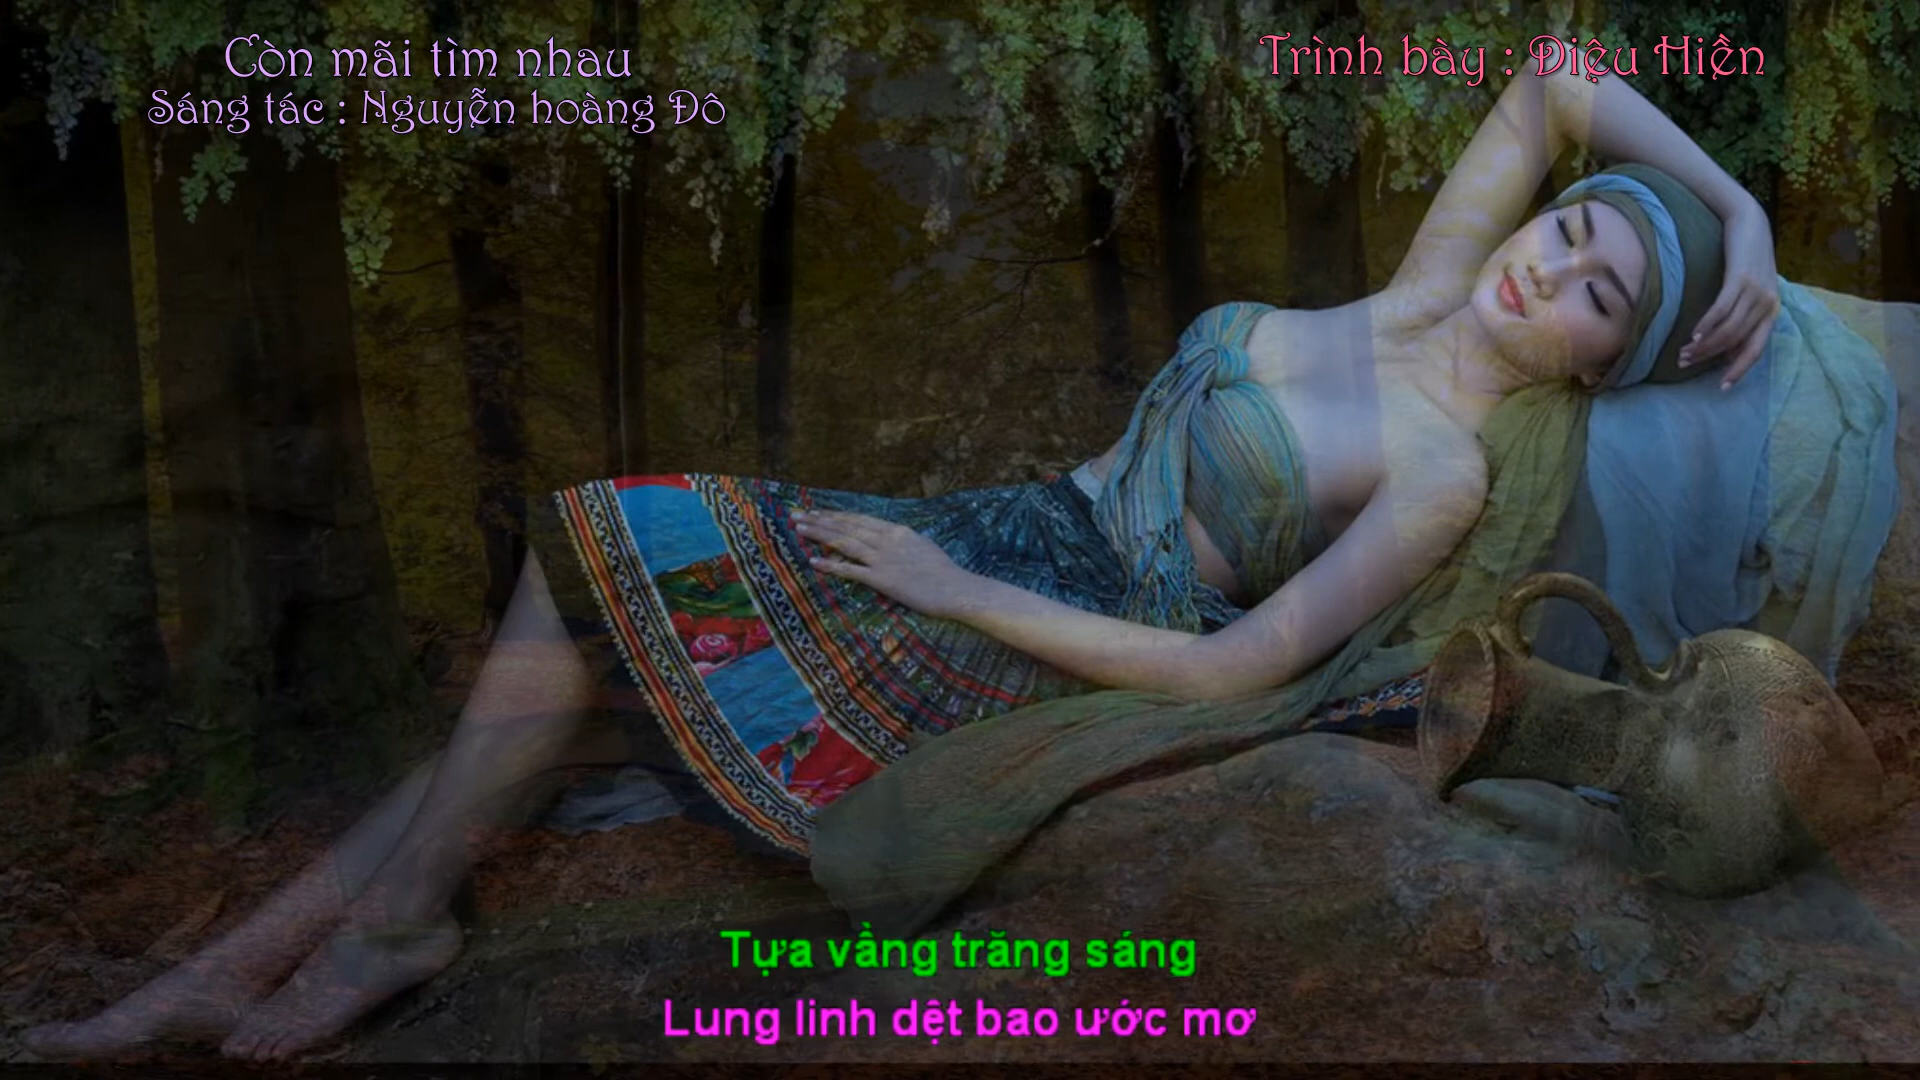 Còn mãi tìm nhau
Sáng tác : Nguyễn hoàng Đô
Trình bày : Diệu Hiền
Tựa vầng trăng sáng
Lung linh dệt bao ước mơ